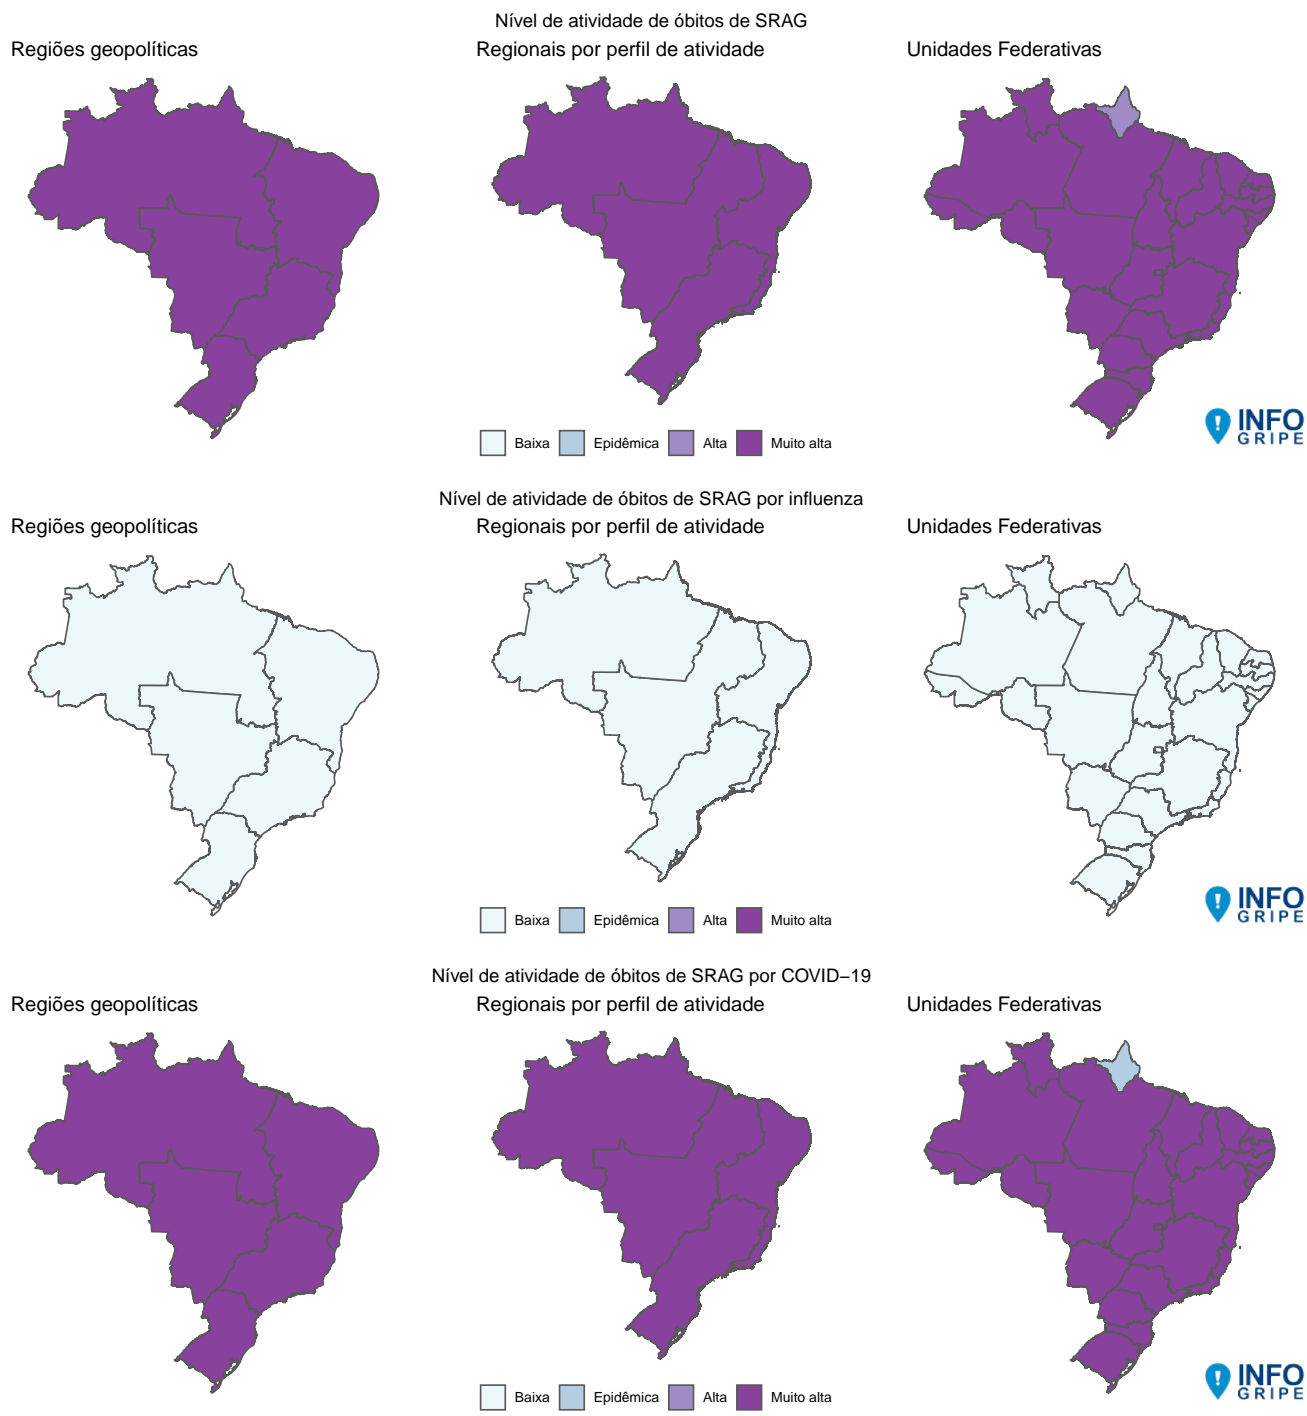 Nível de atividade de óbitos de SRAG
Regiões geopolíticas
Regionais por perfil de atividade
Unidades Federativas
Baixa
Epidêmica
Alta
Muito alta
INFO
GRIPE
Nível de atividade de óbitos de SRAG por influenza
Regiões geopolíticas
Regionais por perfil de atividade
Unidades Federativas
Baixa
Epidêmica
Alta
Muito alta
INFO
GRIPE
Nível de atividade de óbitos de SRAG por COVID−19
Regiões geopolíticas
Regionais por perfil de atividade
Unidades Federativas
Baixa
Epidêmica
Alta
Muito alta
INFO
GRIPE